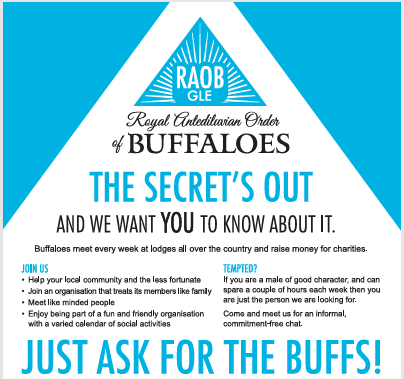 RAOB
GLE
Royal Antediluvian Order
of BUFFALOES
THE SECRET'S OUT
AND WE WANT YOU TO KNOW ABOUT IT.
Buffaloes meet every week at lodges all over the country and raise money for charities.
JOIN US
• Help your local community and the less fortunate
• Join an organisation that treats its members like family
• Meet like minded people
• Enjoy being part of a fun and friendly organisation
with a varied calendar of social activities
TEMPTED?
If you are a male of good character, and can
spare a couple of hours each week then you
are just the person we are looking for.
Come and meet us for an informal,
commitment-free chat.
JUST ASK FOR THE BUFFS!